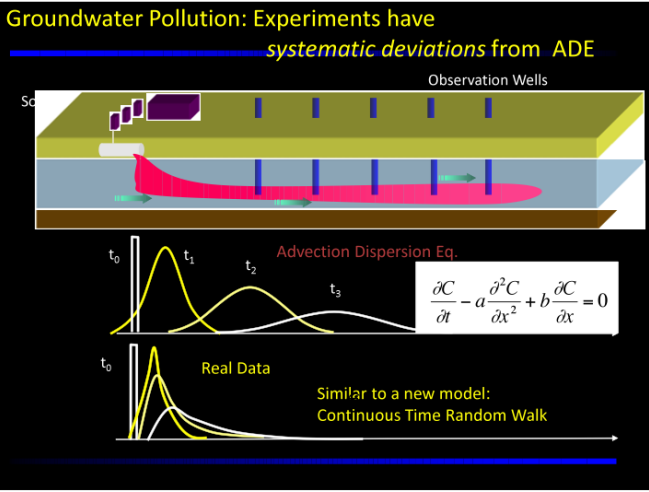 Groundwater Pollution: Experiments have
systematic deviations from ADE
Observation Wells
t₀
t₁
t₂
t₃
Advection Dispersion Eq.
∂C/∂t − a ∂²C/∂x² + b ∂C/∂x = 0
t₀
Real Data
Similar to a new model:
Continuous Time Random Walk